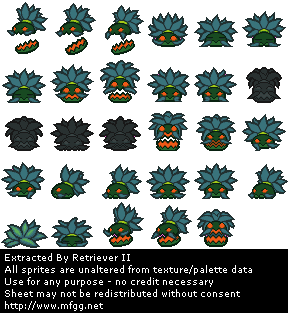 Extracted By Retriever II
All sprites are unaltered from texture/palette data
Use for any purpose - no credit necessary
Sheet may not be redistributed without consent
http://www.mfgg.net